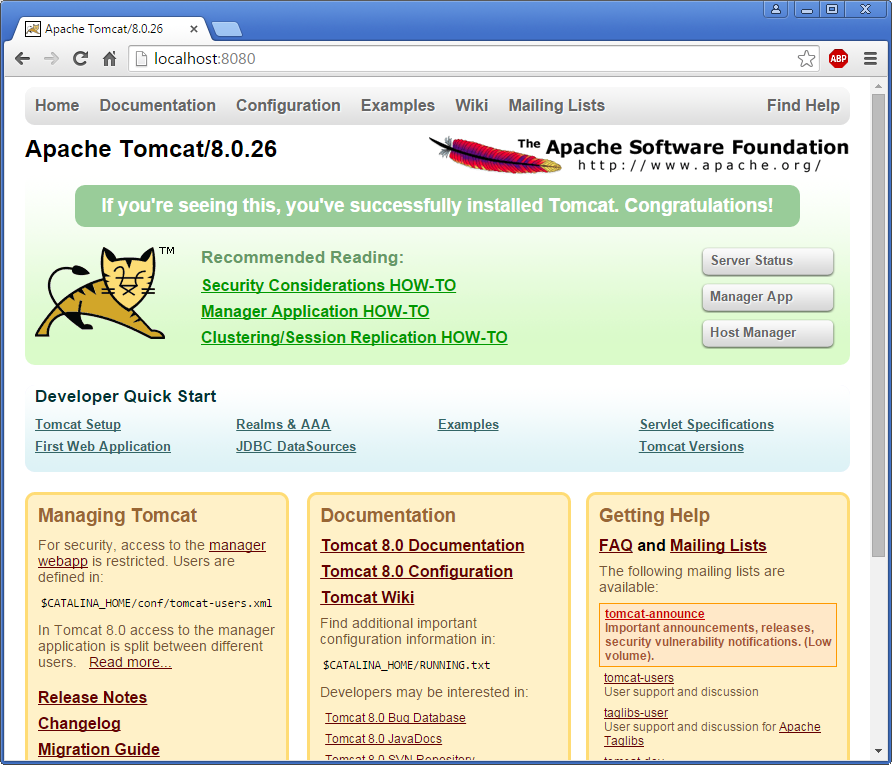 Apache Tomcat/8.0.26
localhost:8080
ABP
Home Documentation Configuration Examples Wiki Mailing Lists Find Help
Apache Tomcat/8.0.26
The Apache Software Foundation
http://www.apache.org/
If you're seeing this, you've successfully installed Tomcat. Congratulations!
TM
Recommended Reading:
Security Considerations HOW-TO
Manager Application HOW-TO
Clustering/Session Replication HOW-TO
Server Status
Manager App
Host Manager
Developer Quick Start
Tomcat Setup
First Web Application
Realms & AAA
JDBC DataSources
Examples
Servlet Specifications
Tomcat Versions
Managing Tomcat
For security, access to the manager
webapp is restricted. Users are
defined in:
$CATALINA_HOME/conf/tomcat-users.xml
In Tomcat 8.0 access to the manager
application is split between different
users. Read more...
Release Notes
Changelog
Migration Guide
Documentation
Tomcat 8.0 Documentation
Tomcat 8.0 Configuration
Tomcat Wiki
Find additional important
configuration information in:
$CATALINA_HOME/RUNNING.txt
Developers may be interested in:
Tomcat 8.0 Bug Database
Tomcat 8.0 JavaDocs
Tomcat 8.0 SVN Repository
Getting Help
FAQ and Mailing Lists
The following mailing lists are
available:
tomcat-announce
Important announcements, releases,
security vulnerability notifications. (Low
volume).
tomcat-users
User support and discussion
taglibs-user
User support and discussion for Apache
Taglibs
tomcat-dev